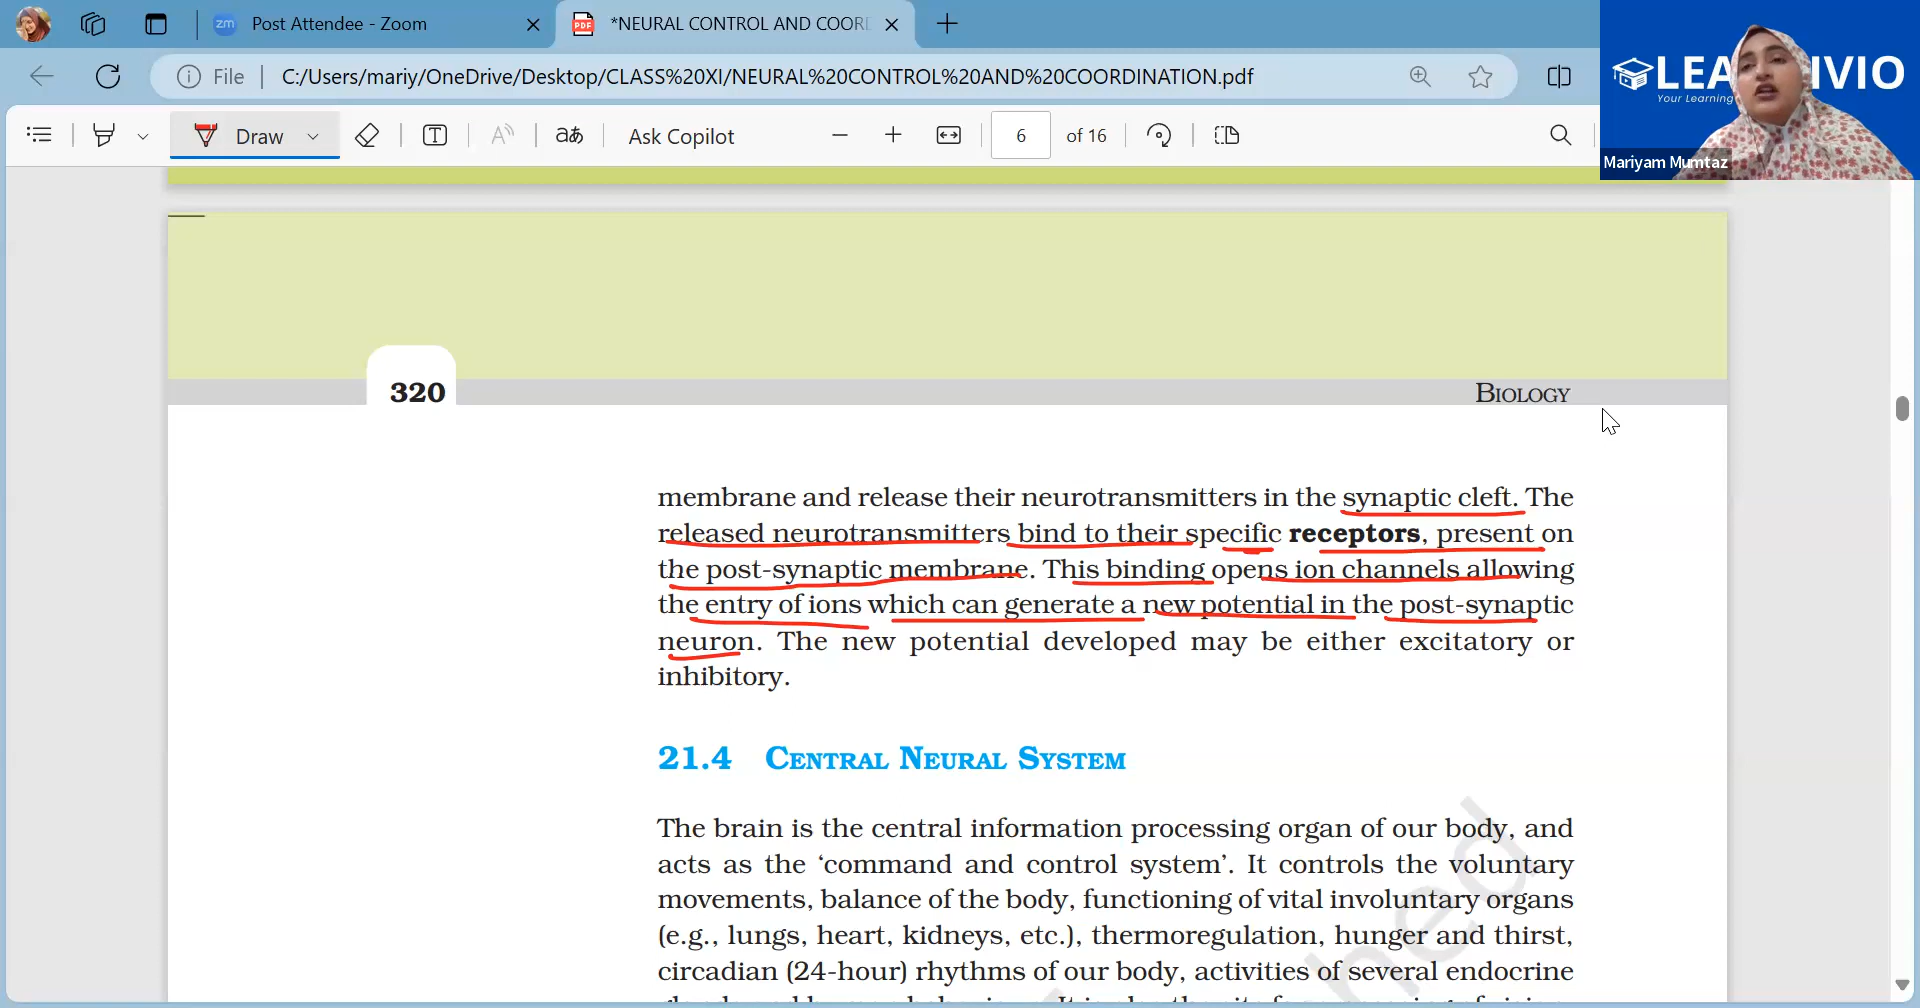 Post Attendee - Zoom
*NEURAL CONTROL AND COORD
File
C:/Users/mariy/OneDrive/Desktop/CLASS%20XI/NEURAL%20CONTROL%20AND%20COORDINATION.pdf
Draw
Ask Copilot
6 of 16
LEA IVIO
Your Learning
Mariyam Mumtaz
320
BIOLOGY
membrane and release their neurotransmitters in the synaptic cleft. The
released neurotransmitters bind to their specific receptors, present on
the post-synaptic membrane. This binding opens ion channels allowing
the entry of ions which can generate a new potential in the post-synaptic
neuron. The new potential developed may be either excitatory or
inhibitory.
21.4 CENTRAL NEURAL SYSTEM
The brain is the central information processing organ of our body, and
acts as the ‘command and control system’. It controls the voluntary
movements, balance of the body, functioning of vital involuntary organs
(e.g., lungs, heart, kidneys, etc.), thermoregulation, hunger and thirst,
circadian (24-hour) rhythms of our body, activities of several endocrine